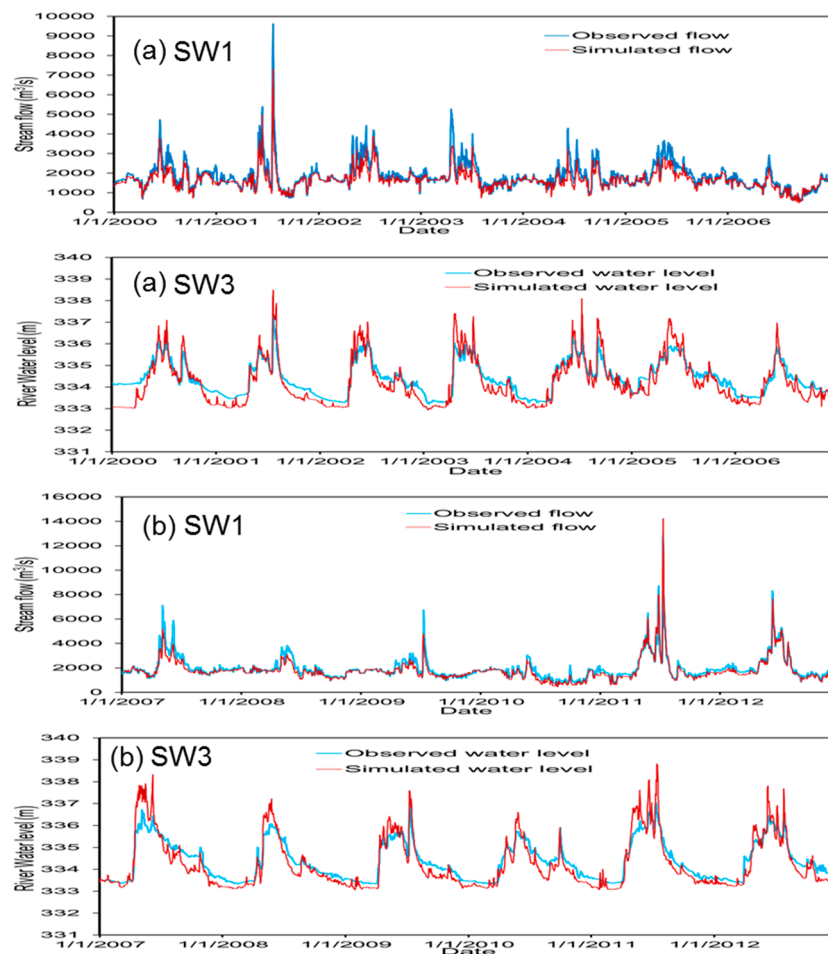 10000
9000
8000
7000
6000
5000
4000
3000
2000
1000
0
Stream flow (m³/s)
(a) SW1
Observed flow
Simulated flow
1/1/2000 1/1/2001 1/1/2002 1/1/2003 1/1/2004 1/1/2005 1/1/2006
Date
340
339
338
337
336
335
334
333
332
331
River Water level (m)
(a) SW3
Observed water level
Simulated water level
1/1/2000 1/1/2001 1/1/2002 1/1/2003 1/1/2004 1/1/2005 1/1/2006
Date
16000
14000
12000
10000
8000
6000
4000
2000
0
Stream flow (m³/s)
(b) SW1
Observed flow
Simulated flow
1/1/2007 1/1/2008 1/1/2009 1/1/2010 1/1/2011 1/1/2012
Date
340
339
338
337
336
335
334
333
332
331
River Water level (m)
(b) SW3
Observed water level
Simulated water level
1/1/2007 1/1/2008 1/1/2009 1/1/2010 1/1/2011 1/1/2012
Date